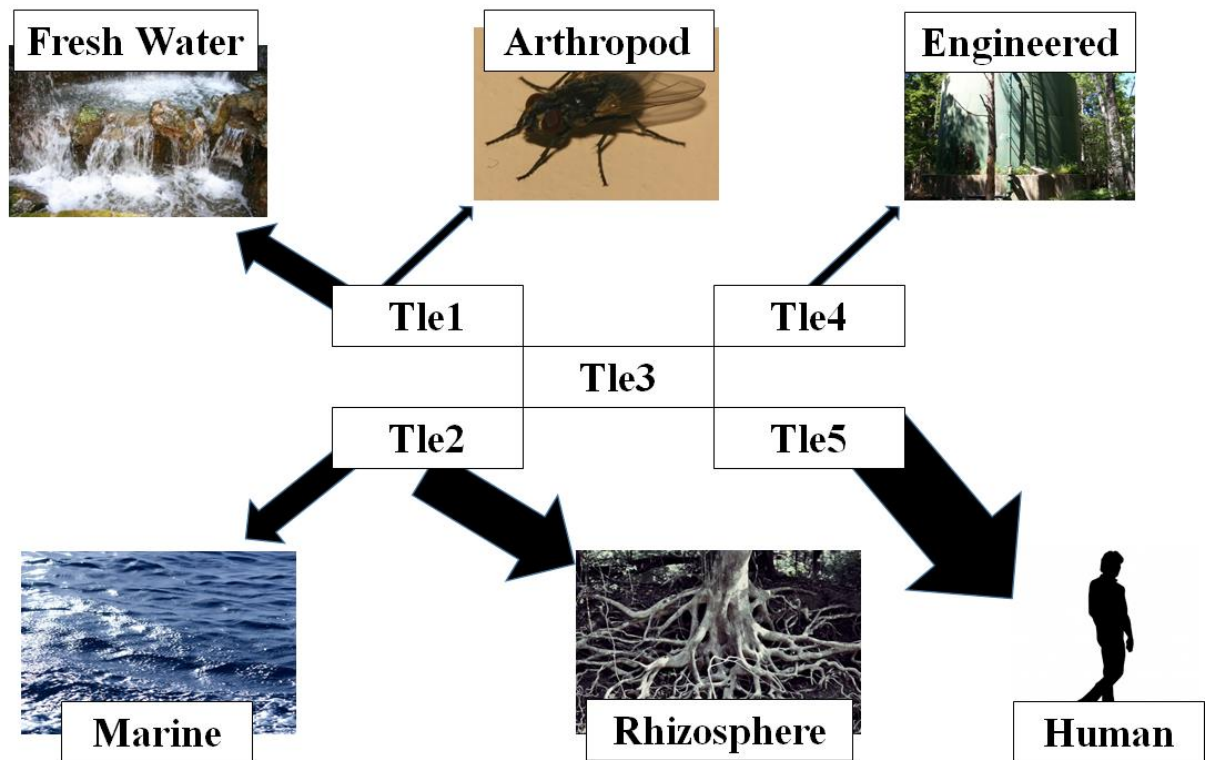 Fresh Water
Arthropod
Engineered
Tle1
Tle4
Tle3
Tle2
Tle5
Marine
Rhizosphere
Human